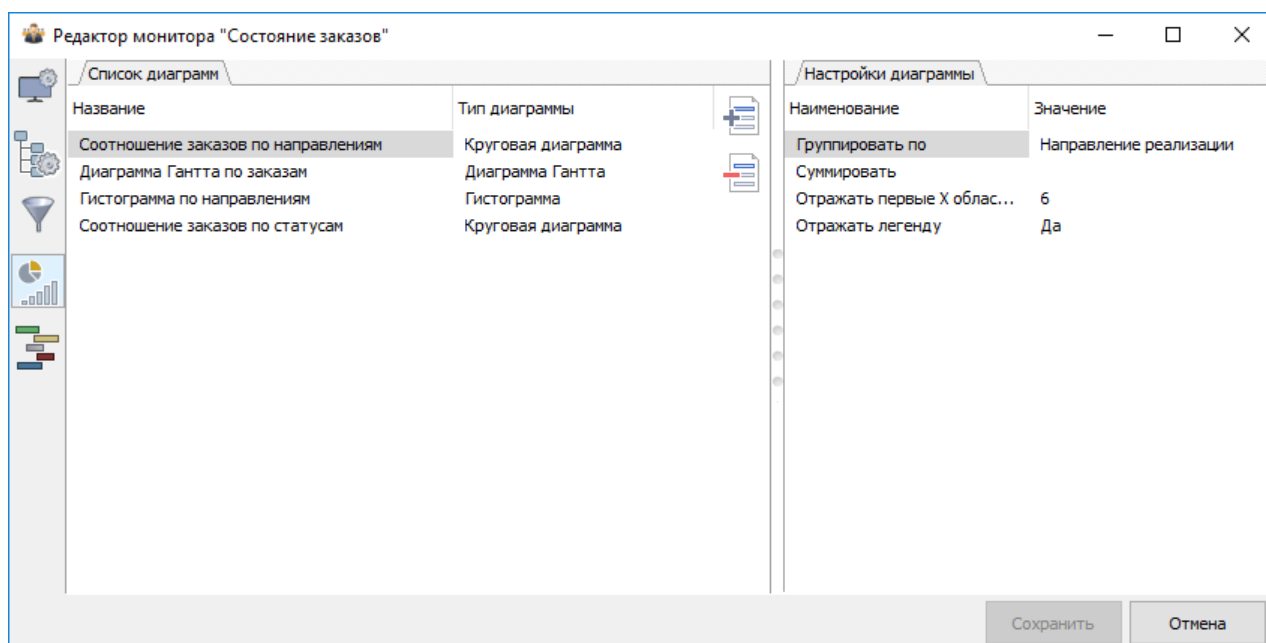 Редактор монитора "Состояние заказов"
Список диаграмм
Название Тип диаграммы
Соотношение заказов по направлениям Круговая диаграмма
Диаграмма Гантта по заказам Диаграмма Гантта
Гистограмма по направлениям Гистограмма
Соотношение заказов по статусам Круговая диаграмма
Настройки диаграммы
Наименование Значение
Группировать по Направление реализации
Суммировать
Отражать первые X облас... 6
Отражать легенду Да
Сохранить Отмена